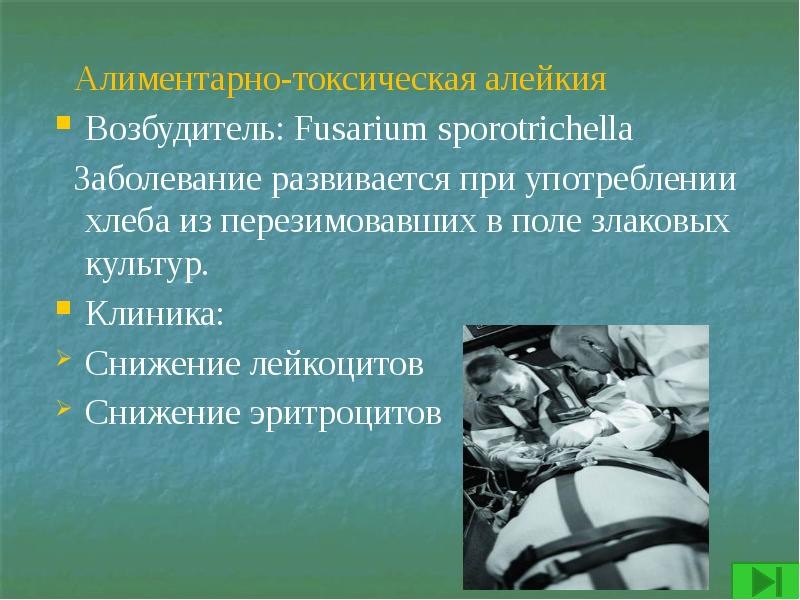 Алиментарно-токсическая алейкия
Возбудитель: Fusarium sporotrichella
Заболевание развивается при употреблении
хлеба из перезимовавших в поле злаковых
культур.
Клиника:
Снижение лейкоцитов
Снижение эритроцитов